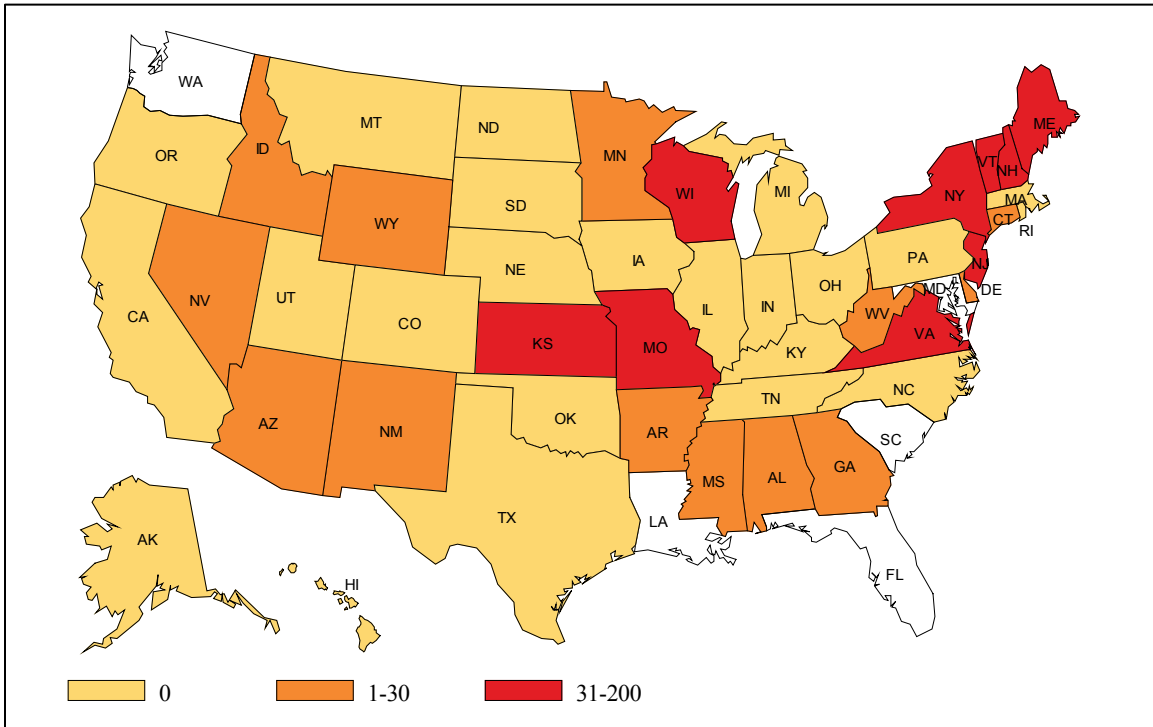 WA
ME
MT
ND
VT
OR
ID
MN
NH
WI
NY
MI
MA
SD
WY
CT
RI
PA
IA
NE
NJ
OH
MD
DE
NV
UT
IL
IN
CA
CO
WV
VA
KS
MO
KY
NC
TN
OK
AZ
NM
AR
SC
GA
MS
AL
TX
LA
AK
FL
HI
0
1-30
31-200